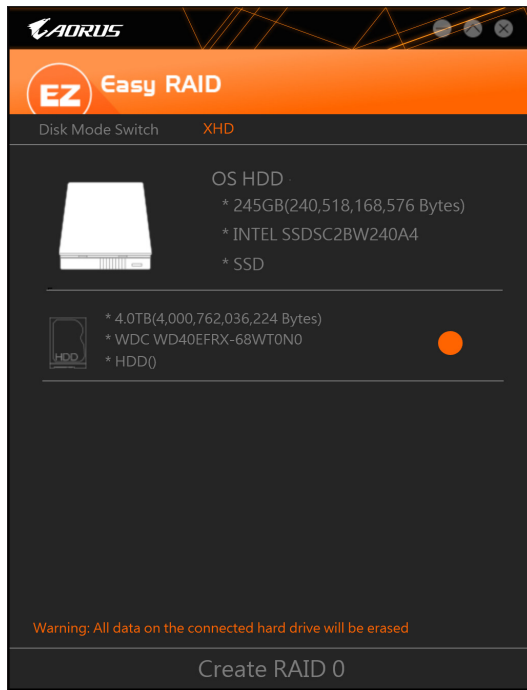 AORUS
EZ Easy RAID
Disk Mode Switch XHD
OS HDD
* 245GB(240,518,168,576 Bytes)
* INTEL SSDSC2BW240A4
* SSD
* 4.0TB(4,000,762,036,224 Bytes)
* WDC WD40EFRX-68WT0N0
* HDD()
HDD
Warning: All data on the connected hard drive will be erased
Create RAID 0